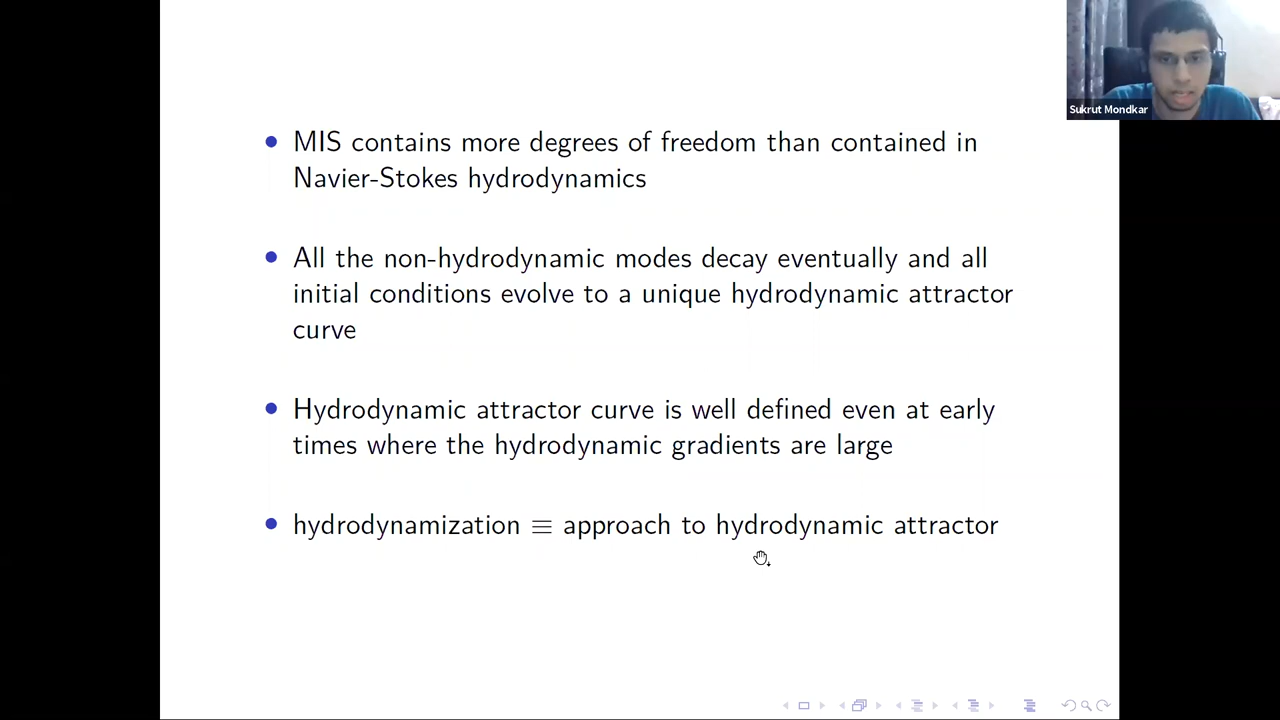 MIS contains more degrees of freedom than contained in
Navier-Stokes hydrodynamics
All the non-hydrodynamic modes decay eventually and all
initial conditions evolve to a unique hydrodynamic attractor
curve
Hydrodynamic attractor curve is well defined even at early
times where the hydrodynamic gradients are large
hydrodynamization ≡ approach to hydrodynamic attractor
Sukrut Mondkar